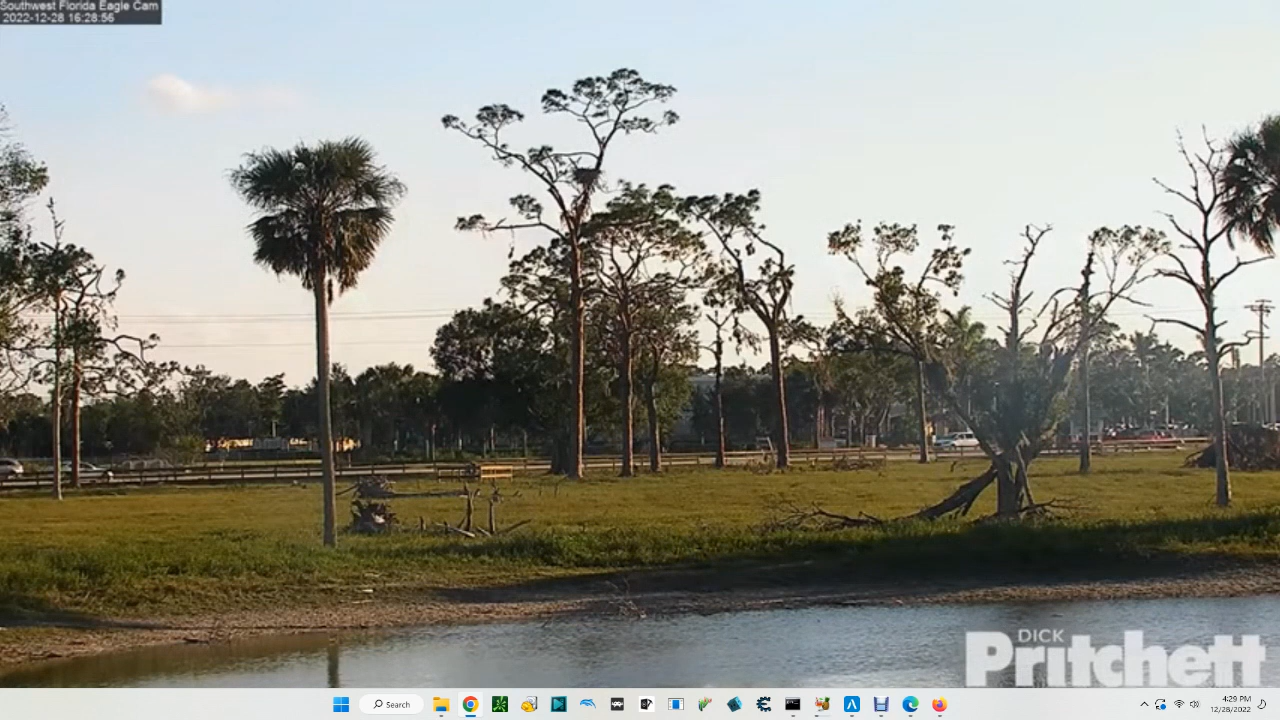 Southwest Florida Eagle Cam
2022-12-28 16:28:56
DICK
Pritchett
Search
4:29 PM
12/28/2022